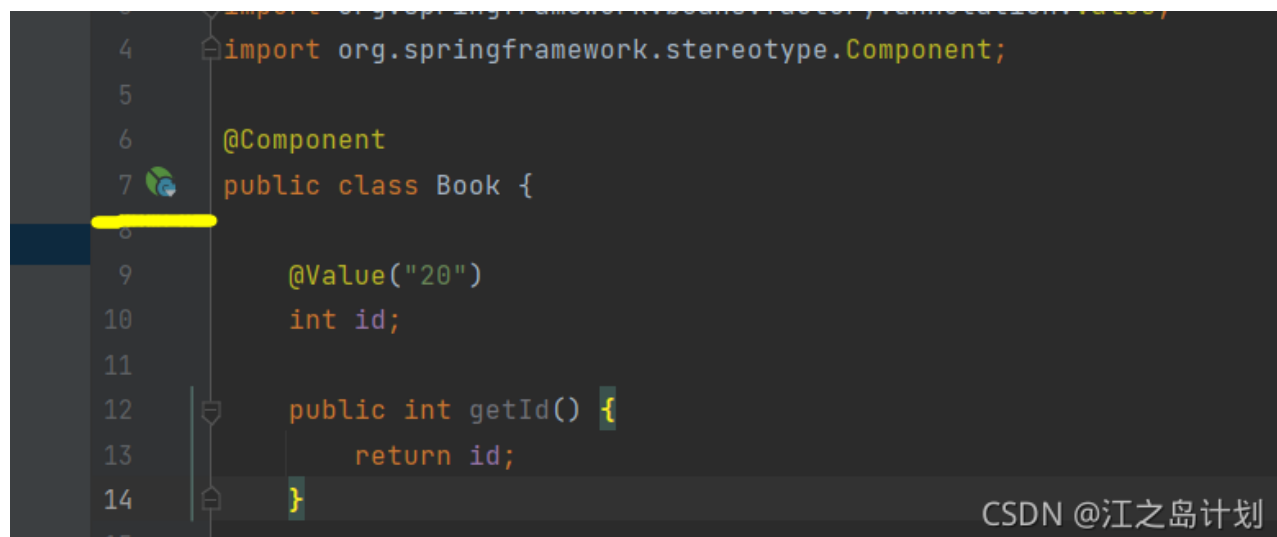 4 import org.springframework.stereotype.Component;
5
6 @Component
7 public class Book {
8
9 @Value("20")
10 int id;
11
12 public int getId() {
13 return id;
14 }
CSDN @江之岛计划